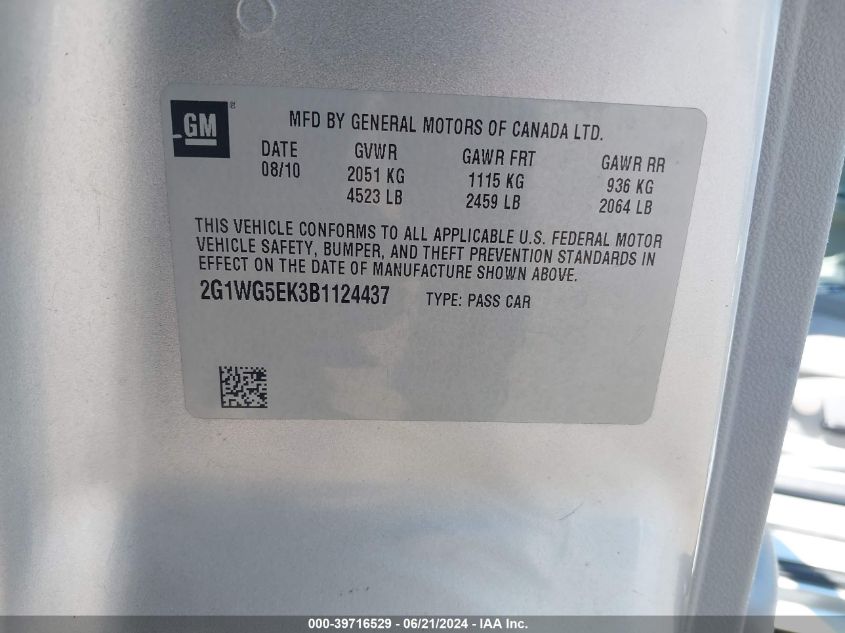 GM®
MFD BY GENERAL MOTORS OF CANADA LTD.
DATE GVWR GAWR FRT GAWR RR
08/10 2051 KG 1115 KG 936 KG
4523 LB 2459 LB 2064 LB
THIS VEHICLE CONFORMS TO ALL APPLICABLE U.S. FEDERAL MOTOR
VEHICLE SAFETY, BUMPER, AND THEFT PREVENTION STANDARDS IN
EFFECT ON THE DATE OF MANUFACTURE SHOWN ABOVE.
2G1WG5EK3B1124437 TYPE: PASS CAR
000-39716529 - 06/21/2024 - IAA Inc.